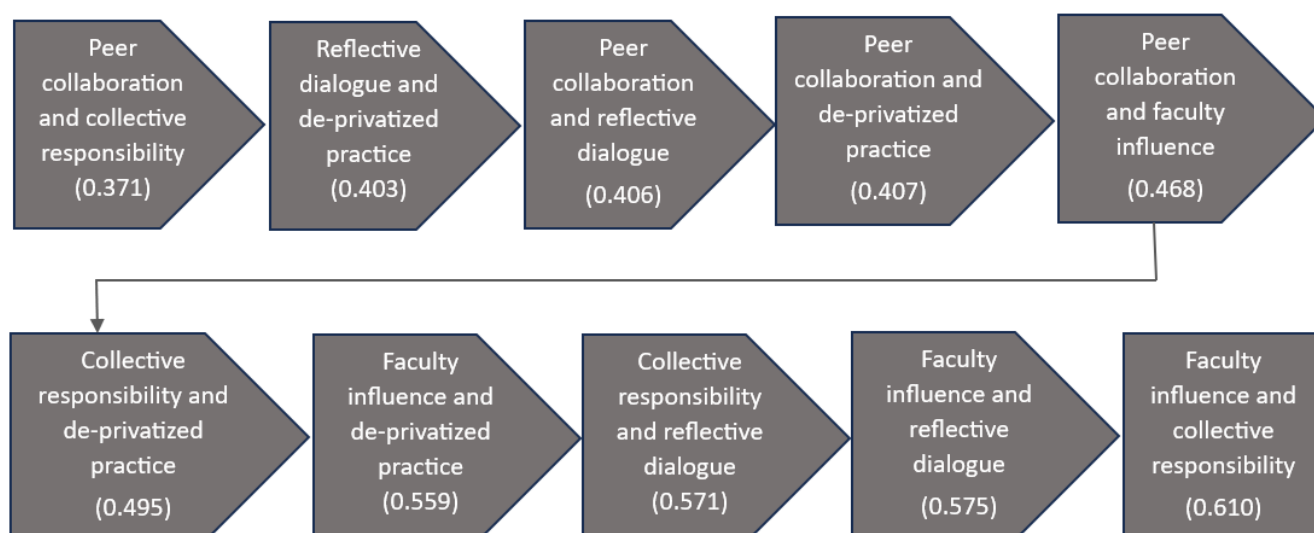 Peer
collaboration
and collective
responsibility
(0.371)
Reflective
dialogue and
de-privatized
practice
(0.403)
Peer
collaboration
and reflective
dialogue
(0.406)
Peer
collaboration and
de-privatized
practice
(0.407)
Peer
collaboration
and faculty
influence
(0.468)
Collective
responsibility and
de-privatized
practice
(0.495)
Faculty
influence and
de-privatized
practice
(0.559)
Collective
responsibility
and reflective
dialogue
(0.571)
Faculty
influence and
reflective
dialogue
(0.575)
Faculty
influence and
collective
responsibility
(0.610)